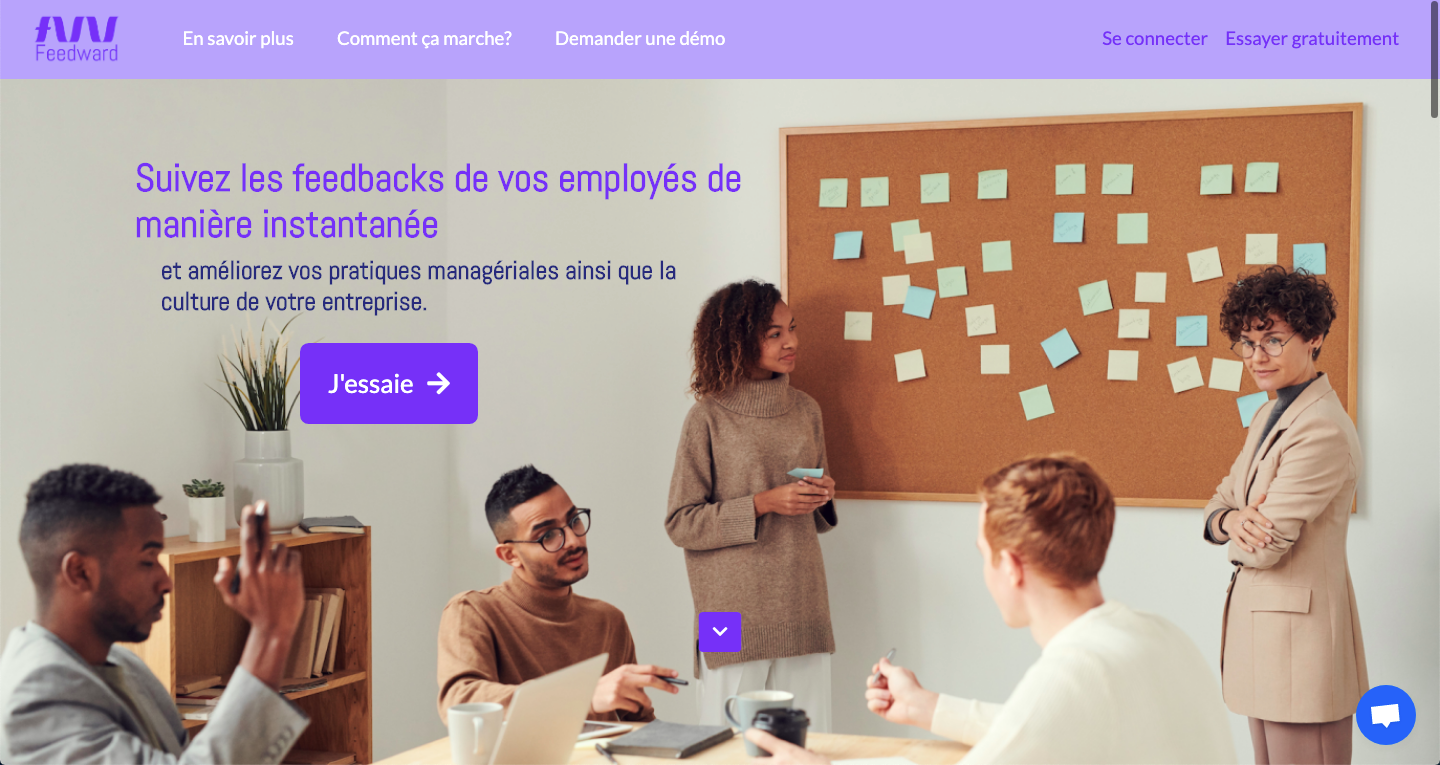 Feedward
En savoir plus
Comment ça marche?
Demander une démo
Se connecter
Essayer gratuitement
Suivez les feedbacks de vos employés de
manière instantanée
et améliorez vos pratiques managériales ainsi que la
culture de votre entreprise.
J'essaie